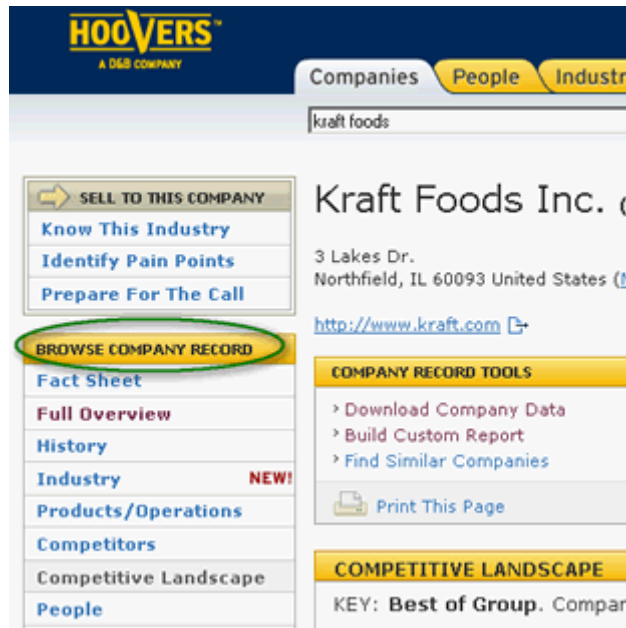 HOOVERS™
A D&B COMPANY
Companies People
kraft foods
SELL TO THIS COMPANY
Know This Industry
Identify Pain Points
Prepare For The Call
BROWSE COMPANY RECORD
Fact Sheet
Full Overview
History
Industry NEW!
Products/Operations
Competitors
Competitive Landscape
People
Kraft Foods Inc.
3 Lakes Dr.
Northfield, IL 60093 United States (
http://www.kraft.com
COMPANY RECORD TOOLS
Download Company Data
Build Custom Report
Find Similar Companies
Print This Page
COMPETITIVE LANDSCAPE
KEY: Best of Group.